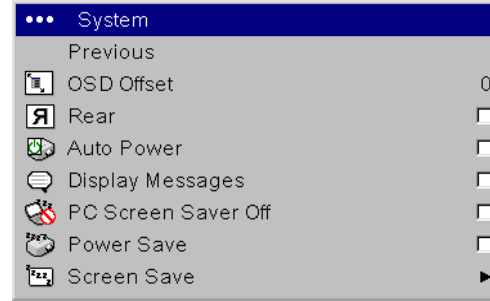 System
Previous
OSD Offset 0
Rear
Auto Power
Display Messages
PC Screen Saver Off
Power Save
Screen Save